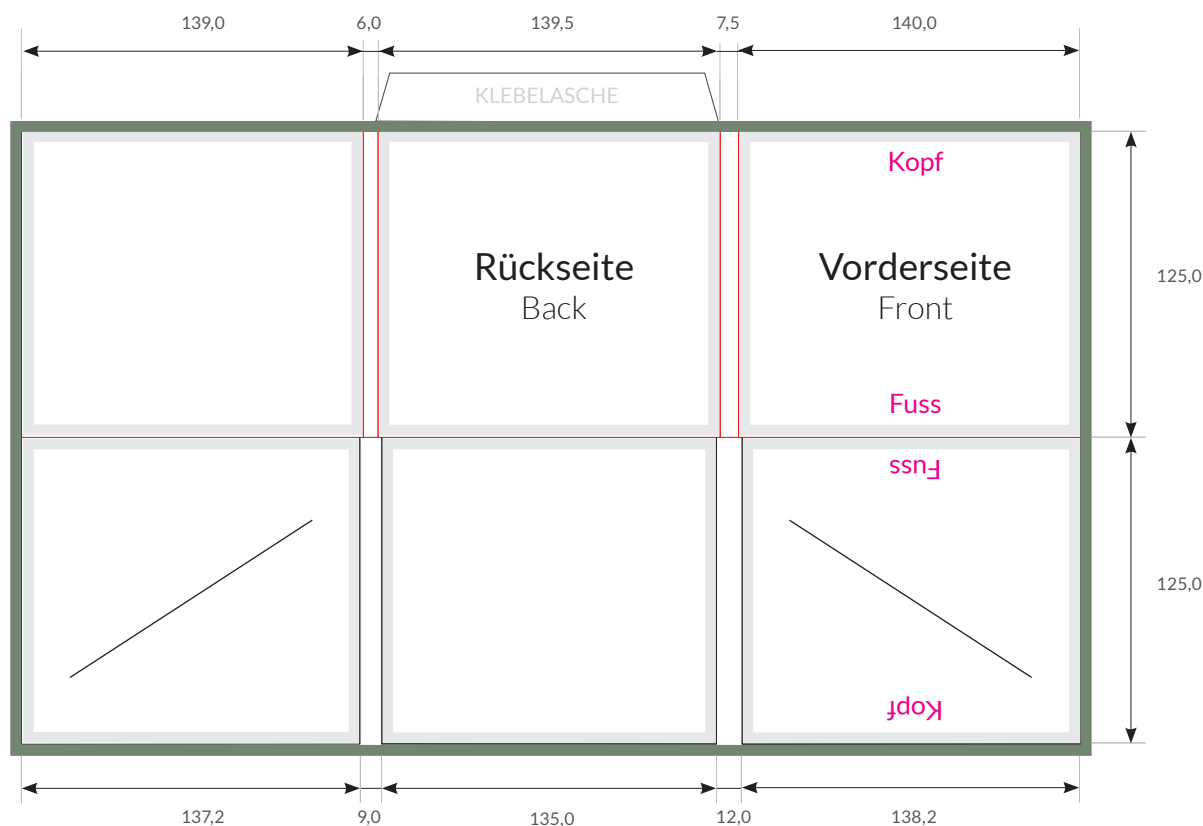 139,0 6,0 139,5 7,5 140,0
KLEBELASCHE
Kopf
Rückseite
Back
Vorderseite
Front
125,0
Fuss
Fuss
125,0
Kopf
137,2 9,0 135,0 12,0 138,2